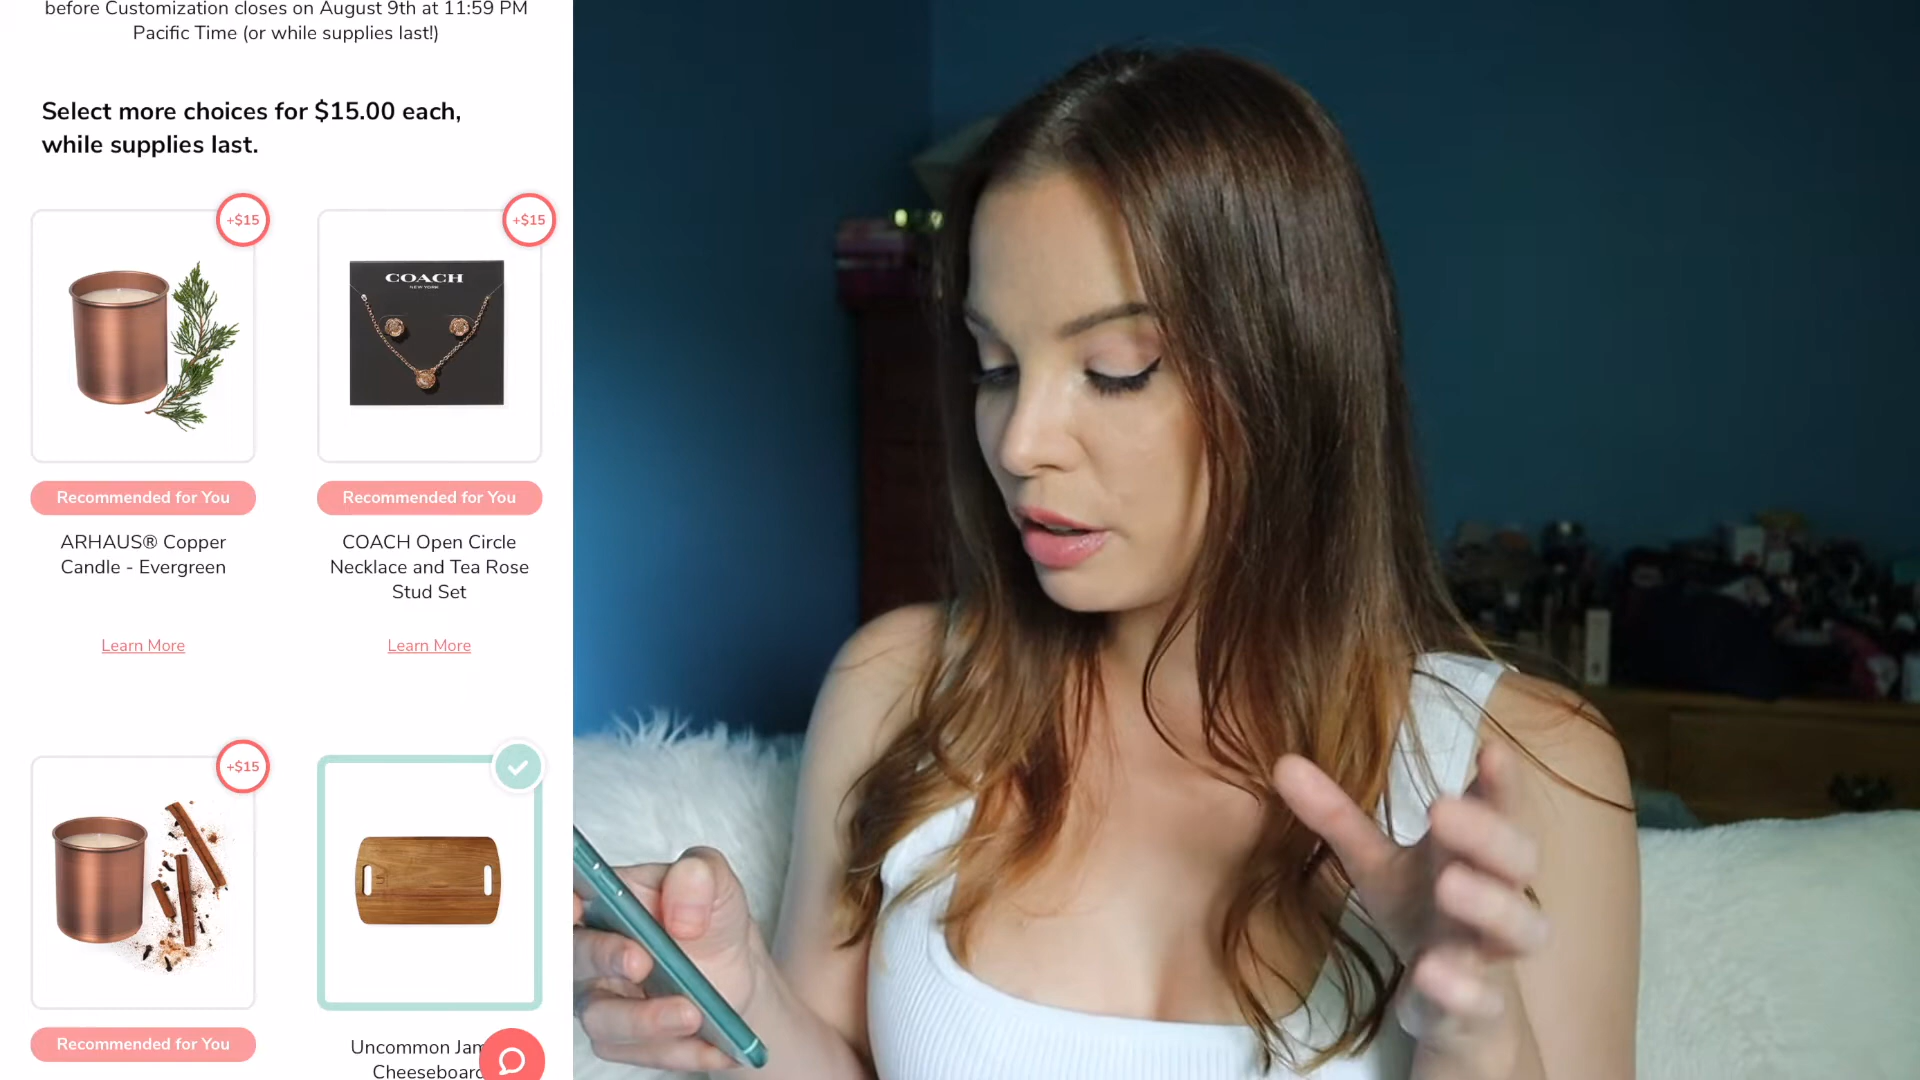 before Customization closes on August 9th at 11:59 PM
Pacific Time (or while supplies last!)
Select more choices for $15.00 each,
while supplies last.
+$15
+$15
COACH
NEW YORK
Recommended for You
Recommended for You
ARHAUS® Copper
Candle - Evergreen
COACH Open Circle
Necklace and Tea Rose
Stud Set
Learn More
Learn More
+$15
Recommended for You
Uncommon
Cheeseboard